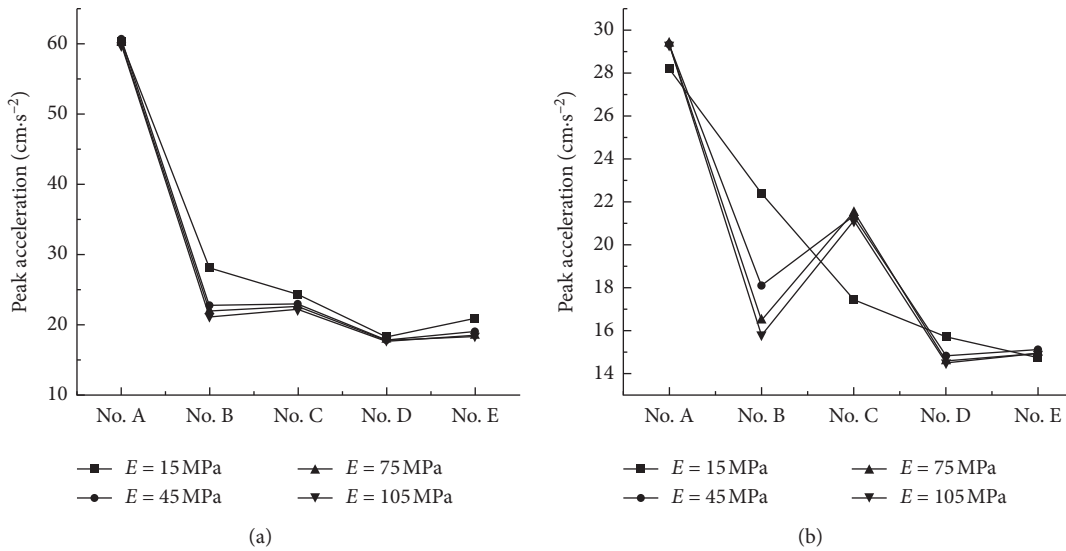 Peak acceleration (cm·s⁻²)
60
50
40
30
20
10
No. A No. B No. C No. D No. E
E = 15 MPa
E = 75 MPa
E = 45 MPa
E = 105 MPa
(a)
Peak acceleration (cm·s⁻²)
30
28
26
24
22
20
18
16
14
No. A No. B No. C No. D No. E
E = 15 MPa
E = 75 MPa
E = 45 MPa
E = 105 MPa
(b)